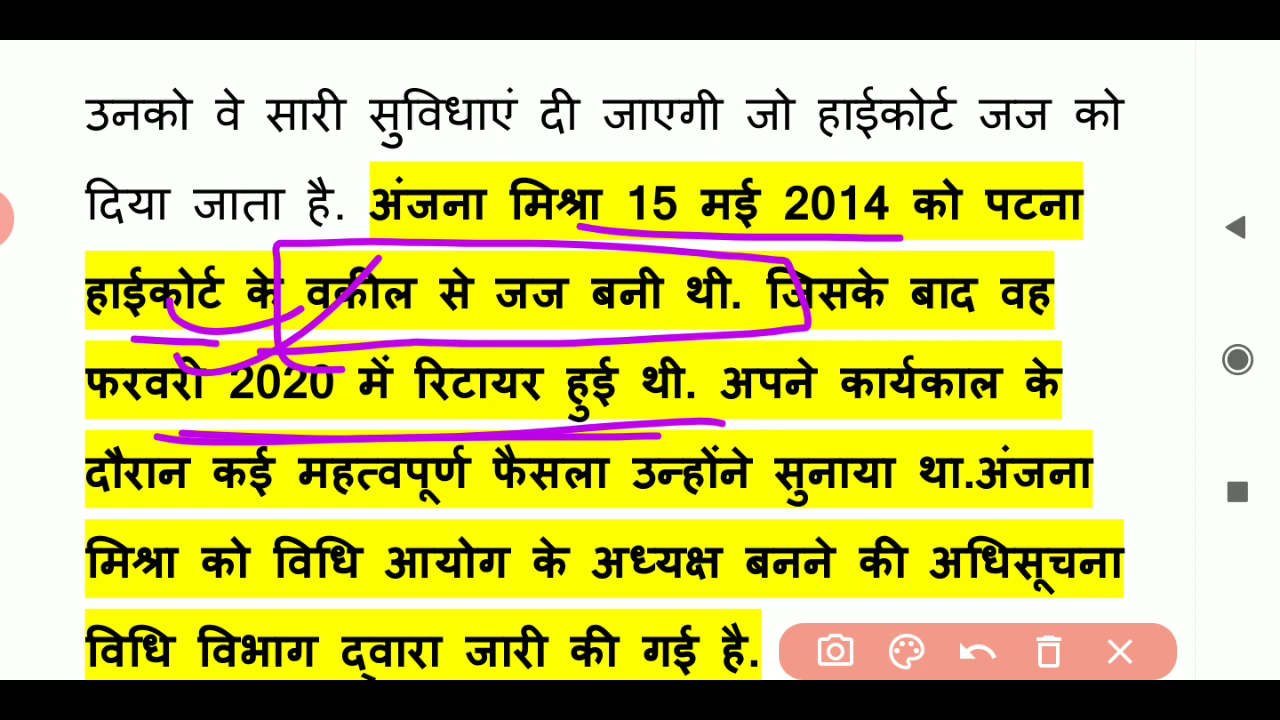 उनको वे सारी सुविधाएं दी जाएगी जो हाईकोर्ट जज को
दिया जाता है. अंजना मिश्रा 15 मई 2014 को पटना
हाईकोर्ट के वकील से जज बनी थी. जिसके बाद वह
फरवरी 2020 में रिटायर हुई थी. अपने कार्यकाल के
दौरान कई महत्वपूर्ण फैसला उन्होंने सुनाया था.अंजना
मिश्रा को विधि आयोग के अध्यक्ष बनने की अधिसूचना
विधि विभाग द्वारा जारी की गई है.